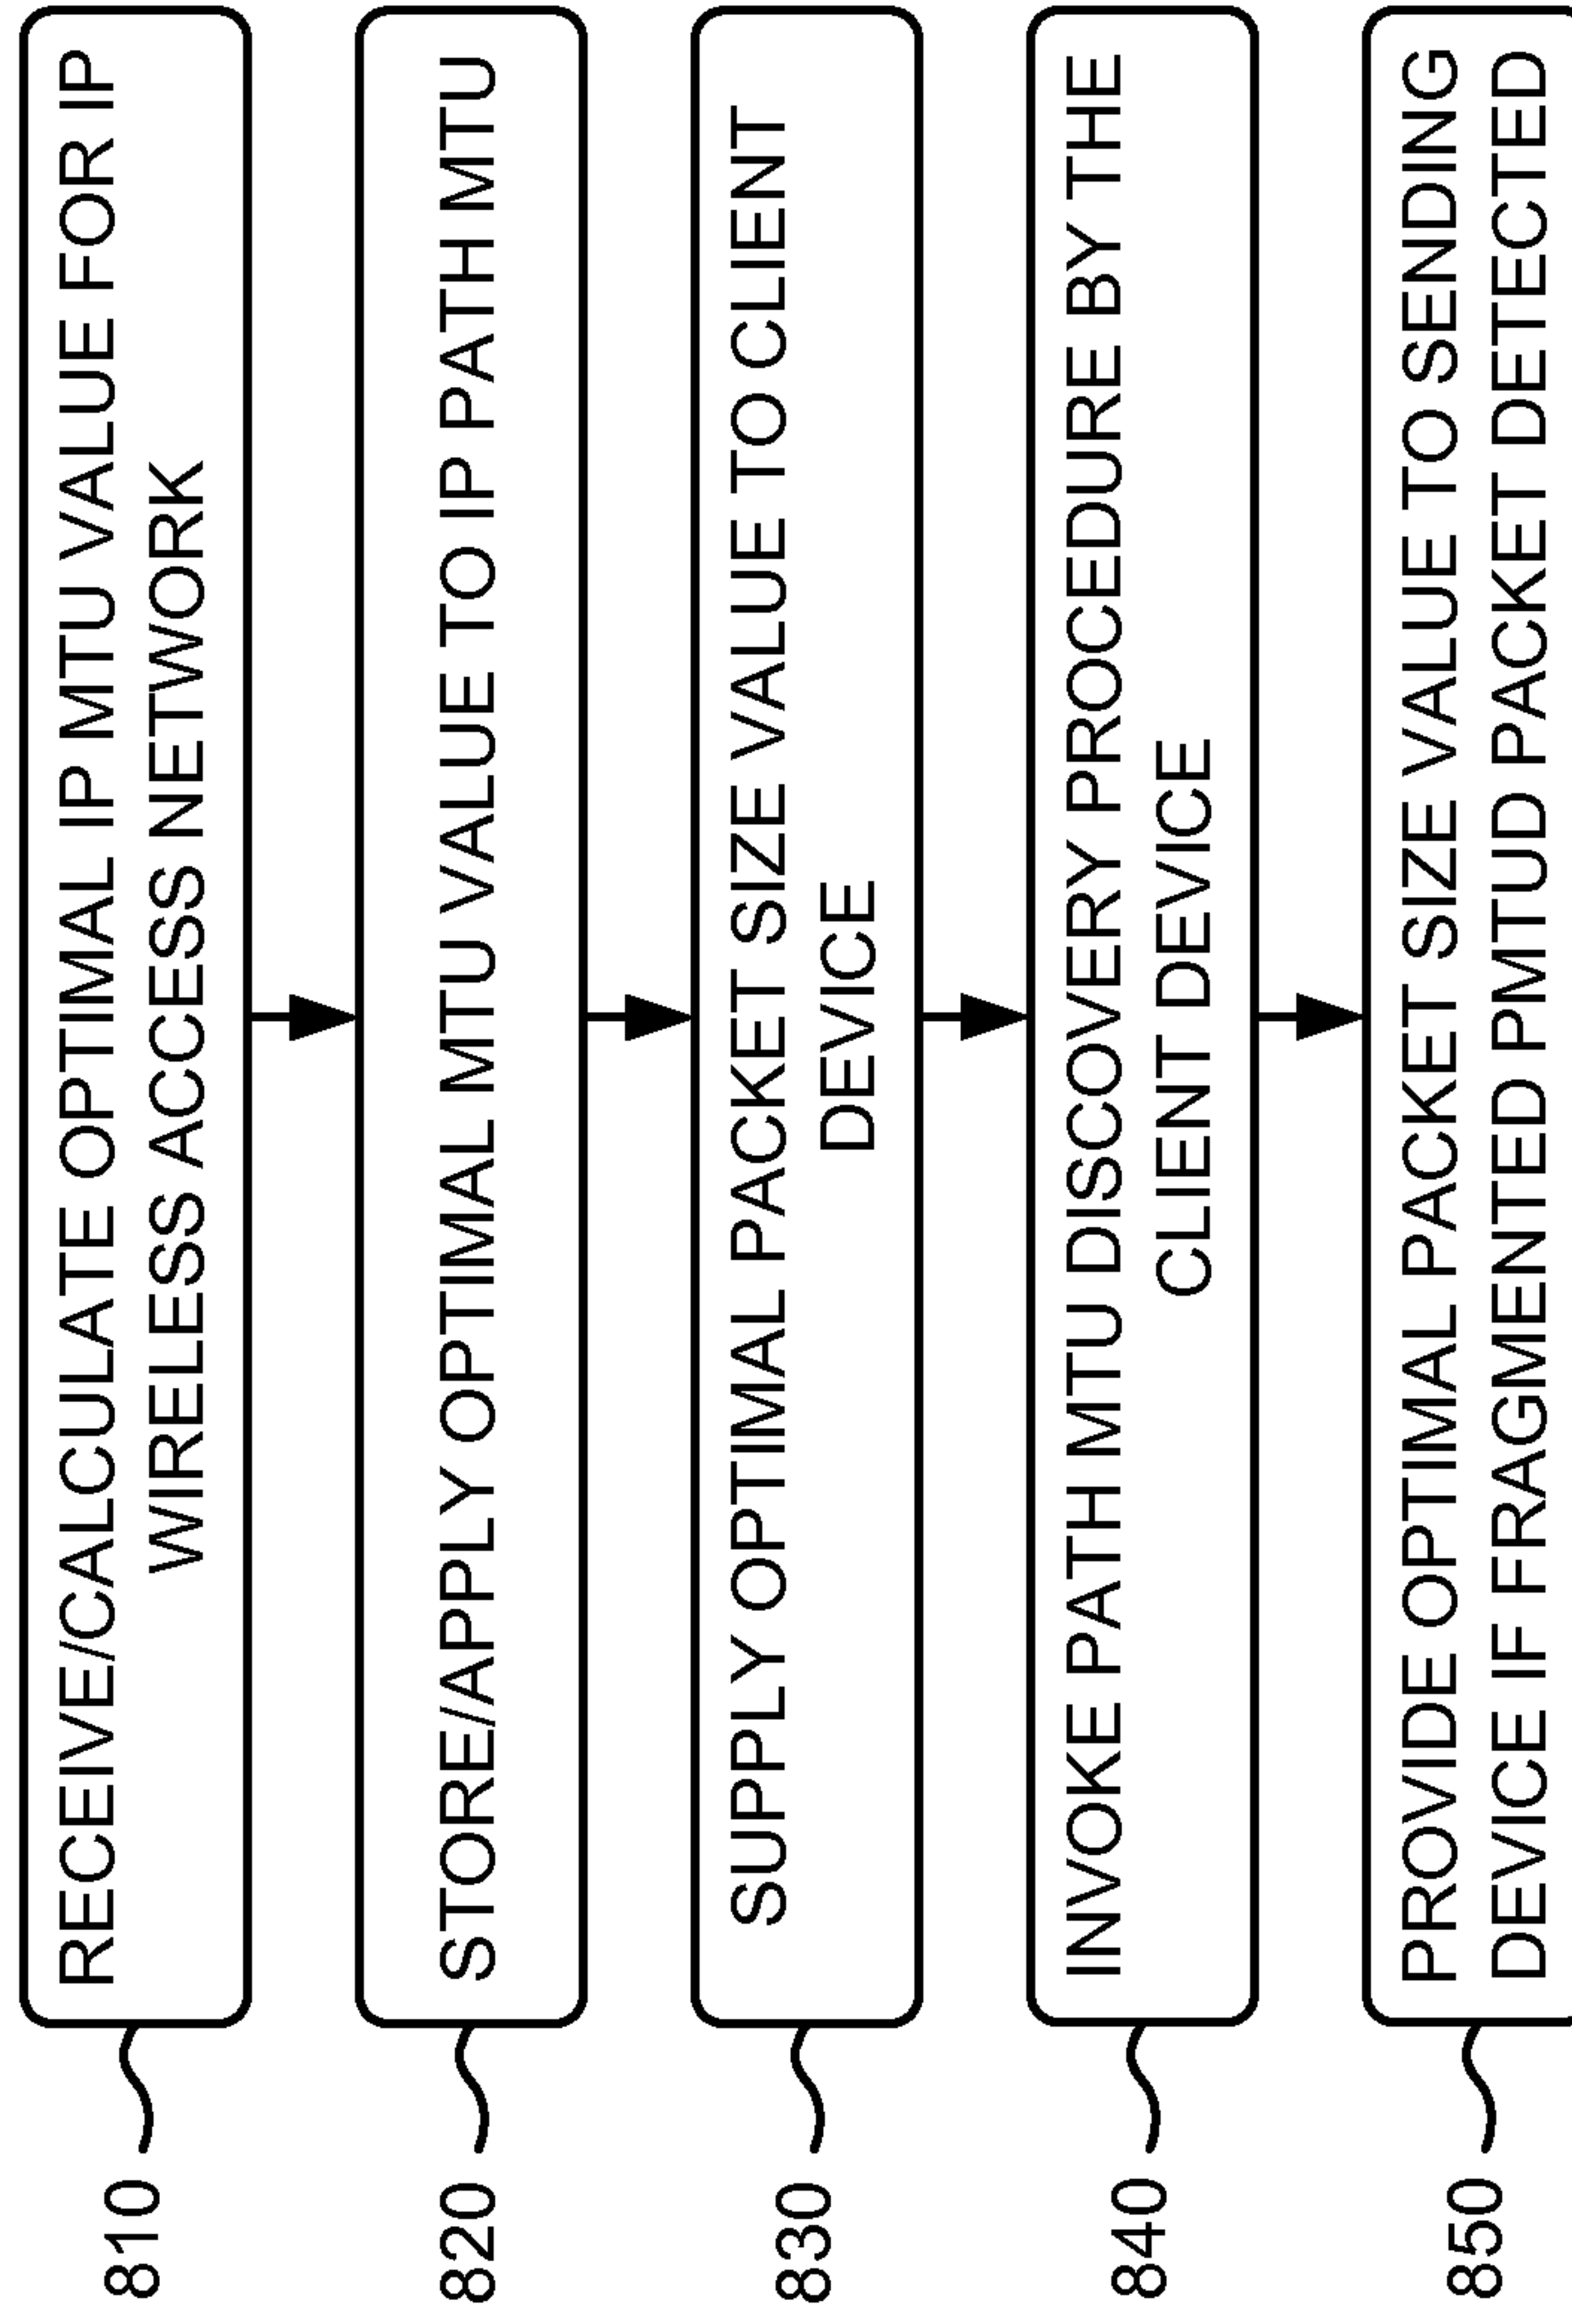 810
RECEIVE/CALCULATE OPTIMAL IP MTU VALUE FOR IP
WIRELESS ACCESS NETWORK
820
STORE/APPLY OPTIMAL MTU VALUE TO IP PATH MTU
830
SUPPLY OPTIMAL PACKET SIZE VALUE TO CLIENT
DEVICE
840
INVOKE PATH MTU DISCOVERY PROCEDURE BY THE
CLIENT DEVICE
850
PROVIDE OPTIMAL PACKET SIZE VALUE TO SENDING
DEVICE IF FRAGMENTED PMTUD PACKET DETECTED